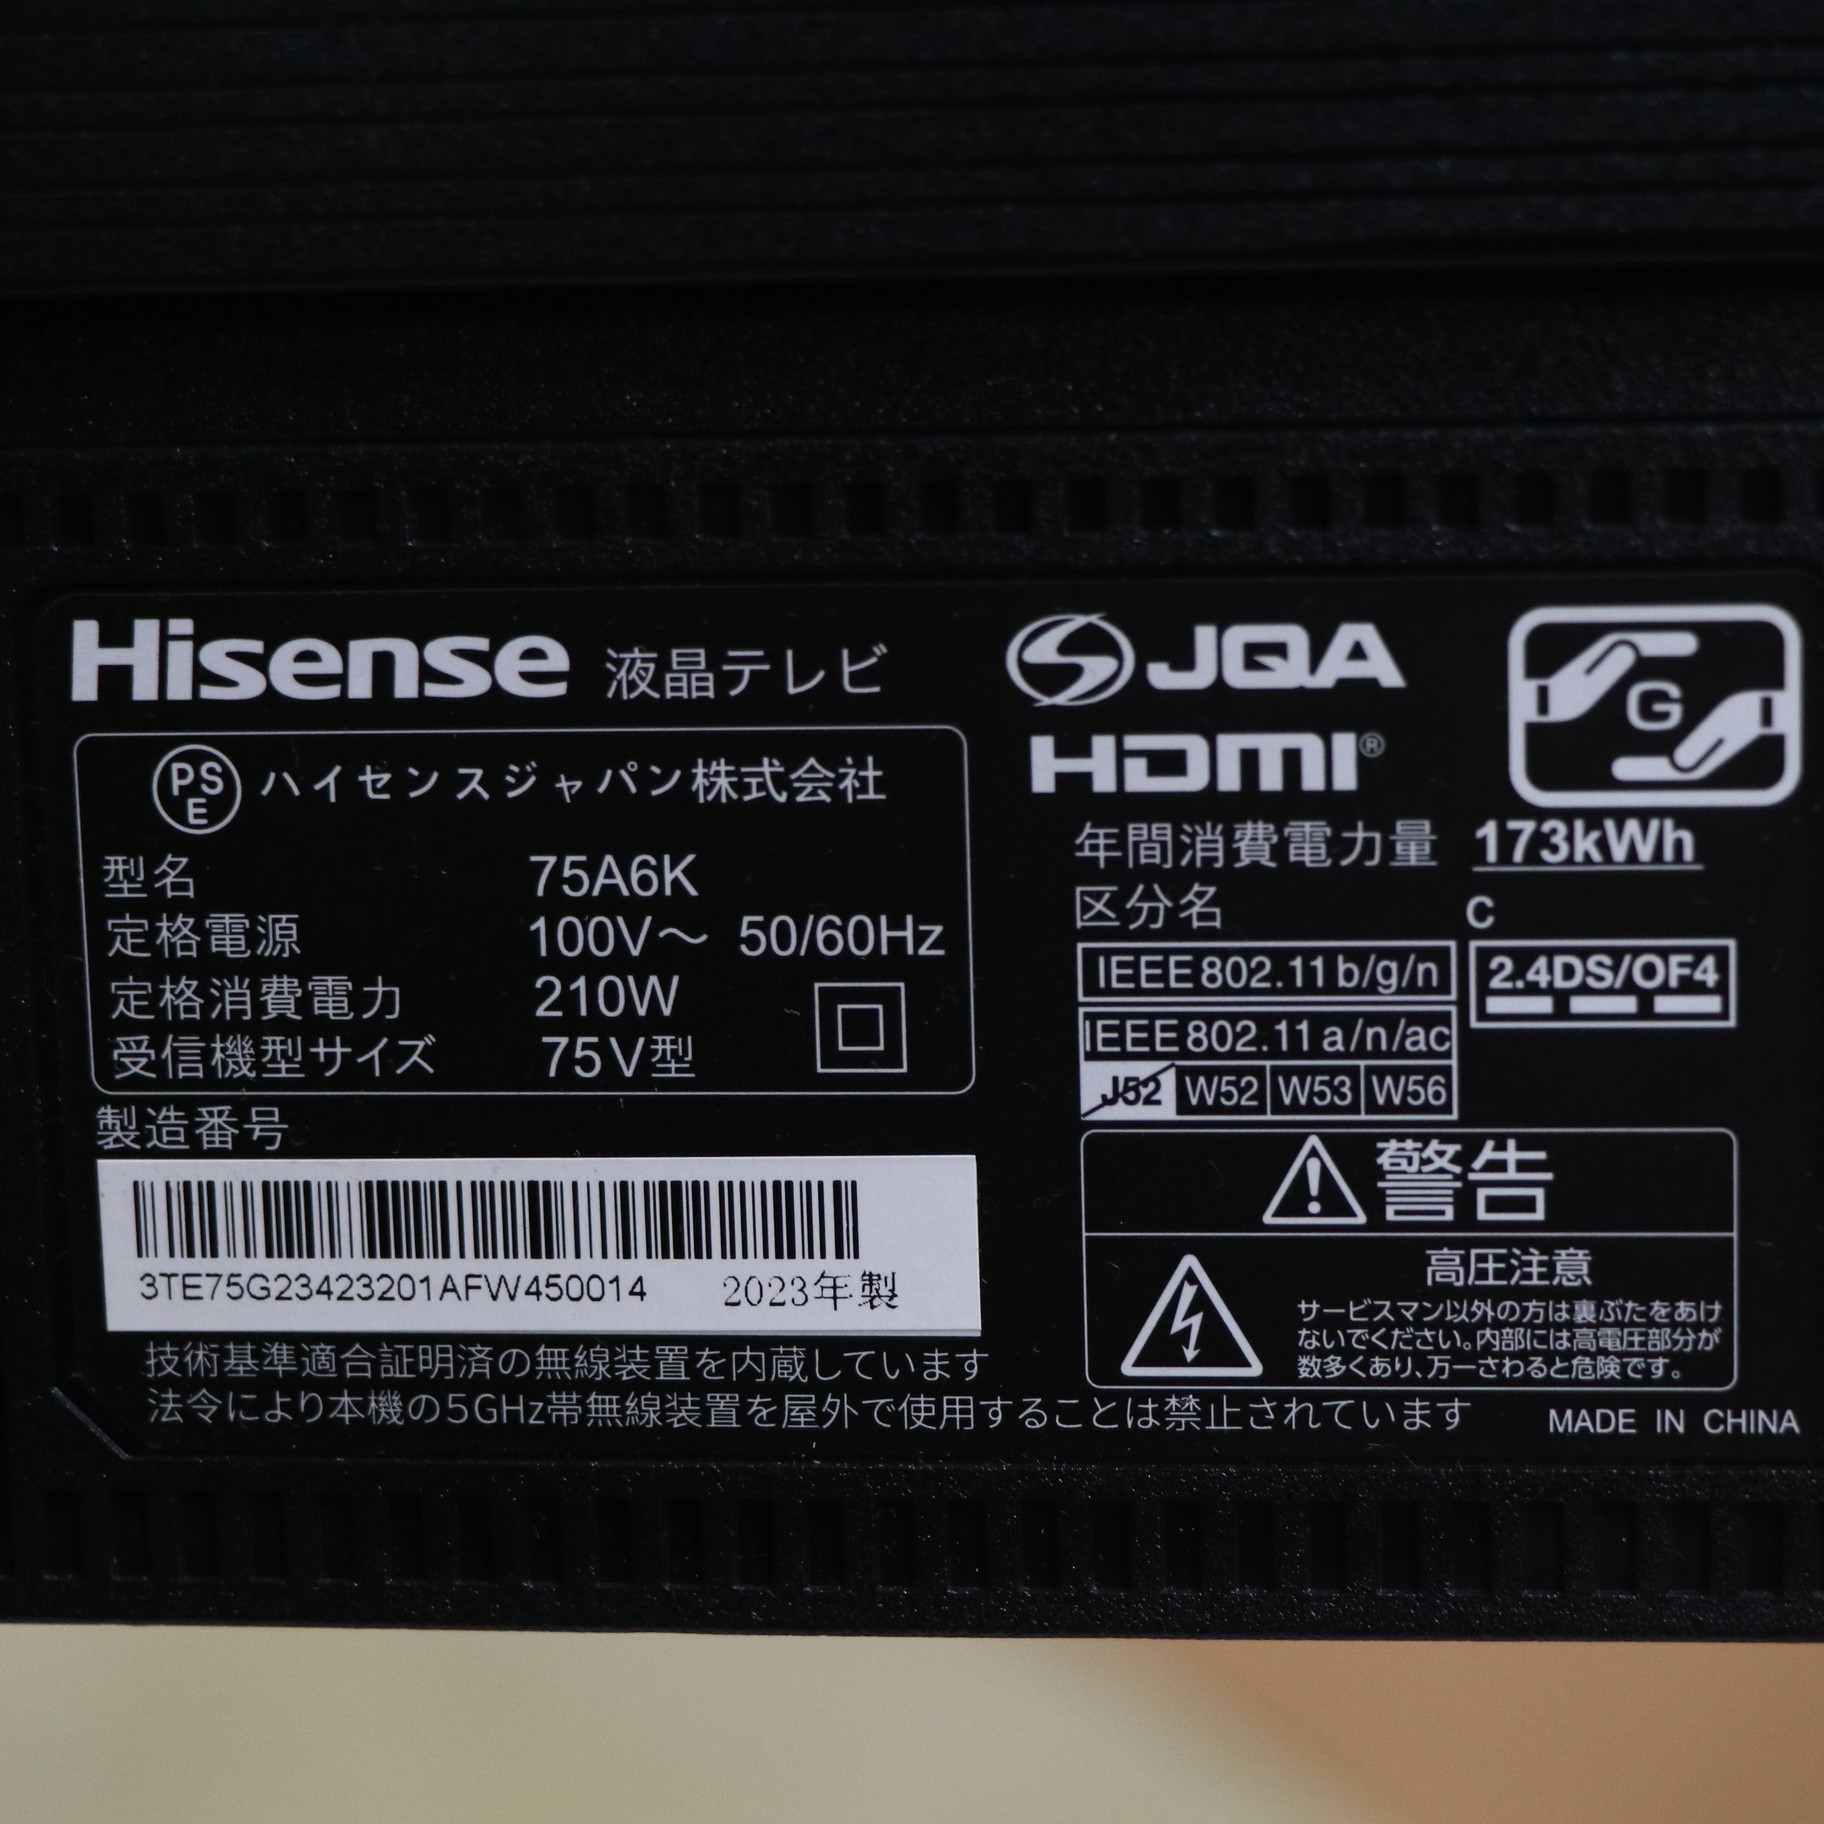 Hisense 液晶テレビ
PSE ハイセンスジャパン株式会社
型名 75A6K
定格電源 100V～ 50/60Hz
定格消費電力 210W
受信機型サイズ 75V型
製造番号
3TE75G23423201AFW450014 2023年製
技術基準適合証明済の無線装置を内蔵しています
法令により本機の5GHz帯無線装置を屋外で使用することは禁止されています
JQA
HDMI®
G
年間消費電力量 173kWh
区分名 C
IEEE802.11b/g/n 2.4DS/OF4
IEEE802.11a/n/ac
J52 W52 W53 W56
警告
高圧注意
サービスマン以外の方は裏ぶたをあけ
ないでください。内部には高電圧部分が
数多くあり、万一さわると危険です。
MADE IN CHINA